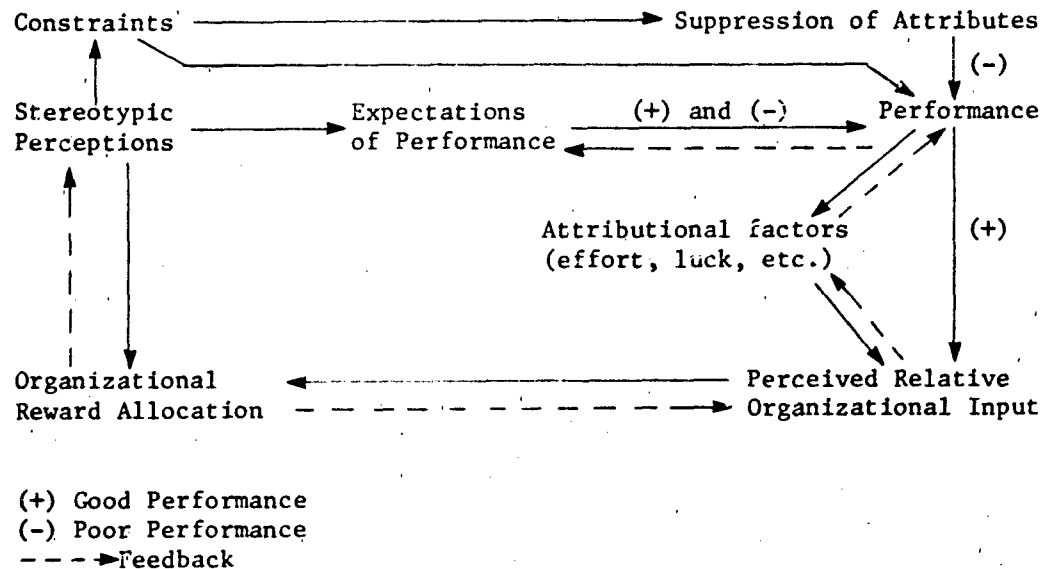 Constraints
Suppression of Attributes
(-)
Stereotypic
Perceptions
Expectations
of Performance
(+) and (-)
Performance
Attributional factors
(effort, luck, etc.)
(+)
Organizational
Reward Allocation
Perceived Relative
Organizational Input
(+) Good Performance
(-) Poor Performance
Feedback